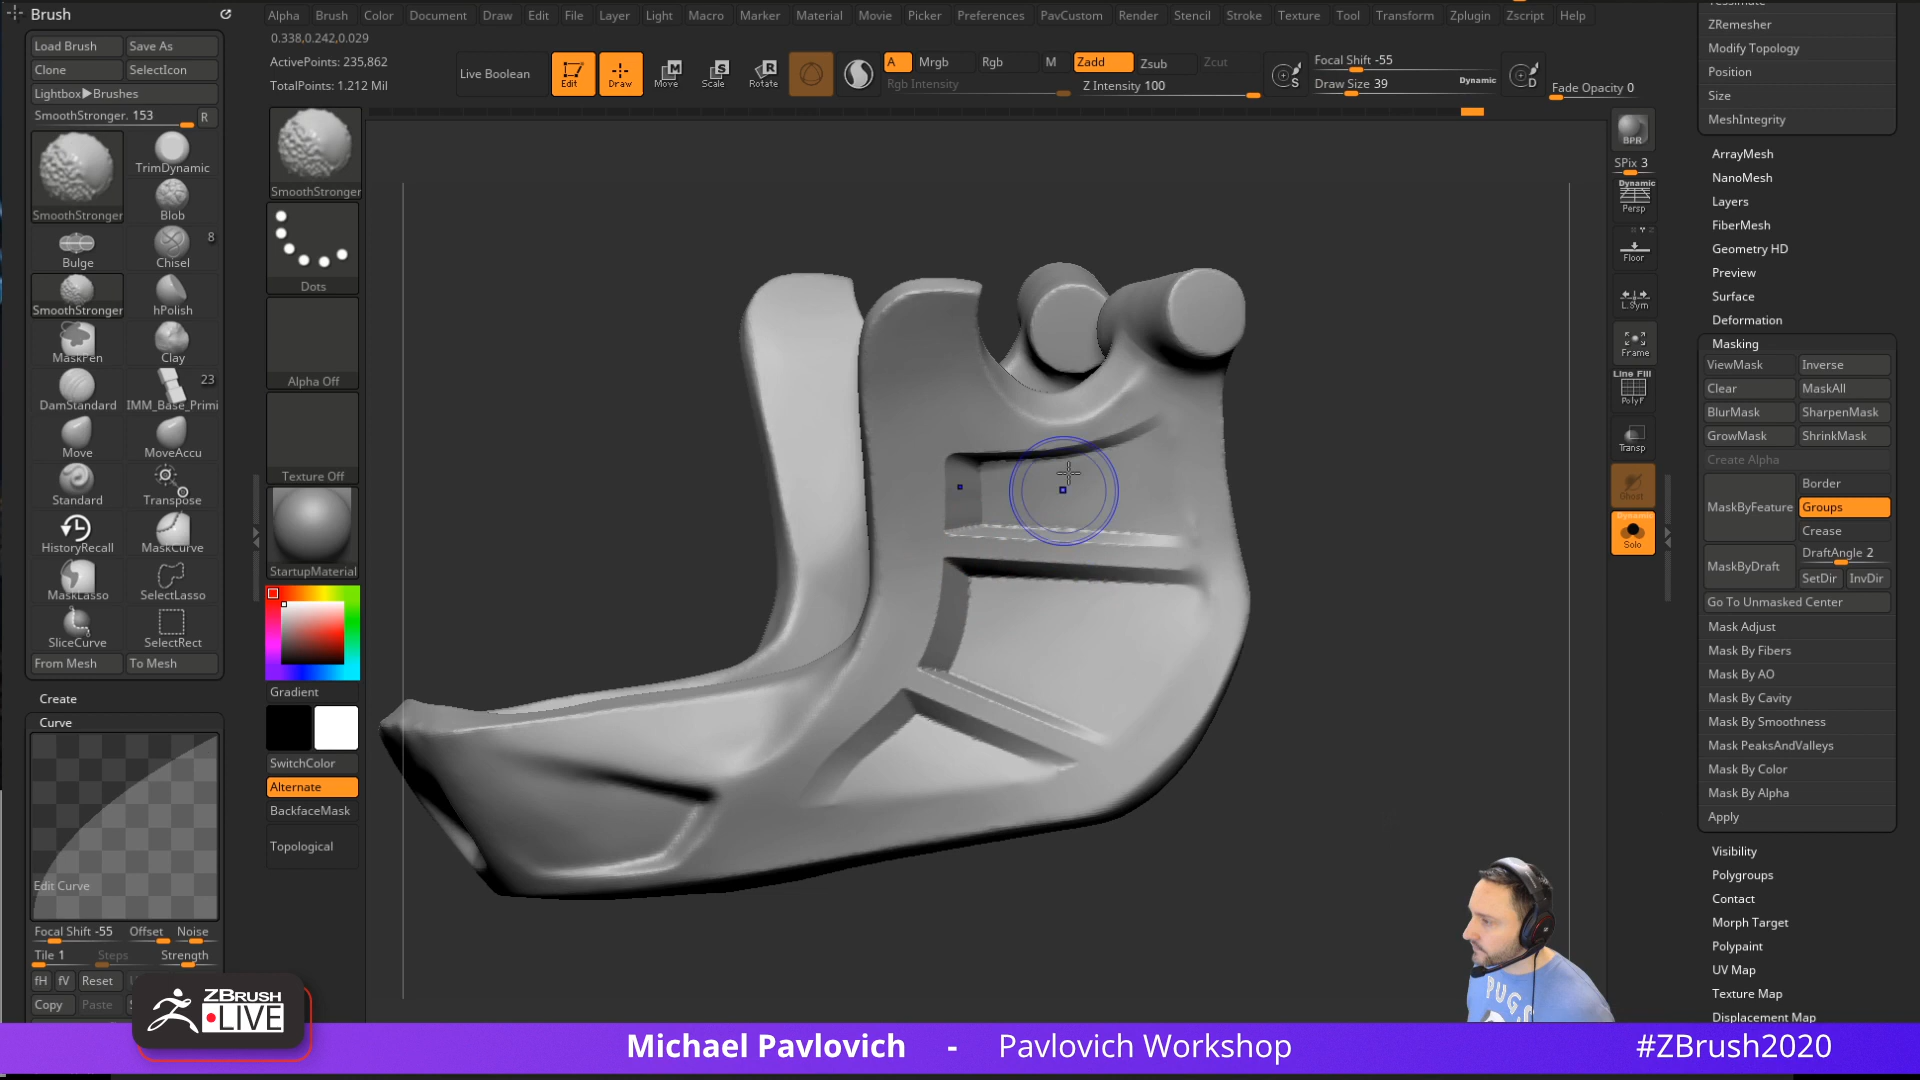 Brush
Load Brush
Save As
Clone
SelectIcon
Lightbox▶Brushes
SmoothStronger. 153
R
SmoothStronger
TrimDynamic
Blob
Bulge
Chisel
8
SmoothStronger
hPolish
MaskPen
Clay
DamStandard
IMM_Base_Primi
23
Move
MoveAccu
Standard
Transpose
HistoryRecall
MaskCurve
MaskLasso
SelectLasso
SliceCurve
SelectRect
From Mesh
To Mesh
Create
Curve
Edit Curve
Focal Shift -55
Offset
Noise
Tile 1
Steps
Strength
fH
fV
Reset
Copy
Paste
Alpha
Brush
Color
Document
Draw
Edit
File
Layer
Light
Macro
Marker
Material
Movie
Picker
Preferences
PavCustom
Render
Stencil
Stroke
Texture
Tool
Transform
Zplugin
Zscript
Help
0.338,0.242,0.029
ActivePoints: 235,862
TotalPoints: 1.212 Mil
Live Boolean
Edit
Draw
Move
Scale
Rotate
A
Mrgb
Rgb
M
Rgb Intensity
Zadd
Zsub
Zcut
Z Intensity 100
S
Focal Shift -55
Draw Size 39
Dynamic
D
Fade Opacity 0
SmoothStronger
Dots
Alpha Off
Texture Off
StartupMaterial
Gradient
SwitchColor
Alternate
BackfaceMask
Topological
BPR
SPix 3
Dynamic
Persp
Floor
L.Sym
Frame
Line Fill
PolyF
Transp
Ghost
Dynamic
Solo
ZRemesher
Modify Topology
Position
Size
MeshIntegrity
ArrayMesh
NanoMesh
Layers
FiberMesh
Geometry HD
Preview
Surface
Deformation
Masking
ViewMask
Inverse
Clear
MaskAll
BlurMask
SharpenMask
GrowMask
ShrinkMask
Create Alpha
MaskByFeature
Border
Groups
Crease
MaskByDraft
DraftAngle 2
SetDir
InvDir
Go To Unmasked Center
Mask Adjust
Mask By Fibers
Mask By AO
Mask By Cavity
Mask By Smoothness
Mask PeaksAndValleys
Mask By Color
Mask By Alpha
Apply
Visibility
Polygroups
Contact
Morph Target
Polypaint
UV Map
Texture Map
Displacement Map
ZBRUSH
LIVE
PUG
Michael Pavlovich - Pavlovich Workshop
#ZBrush2020